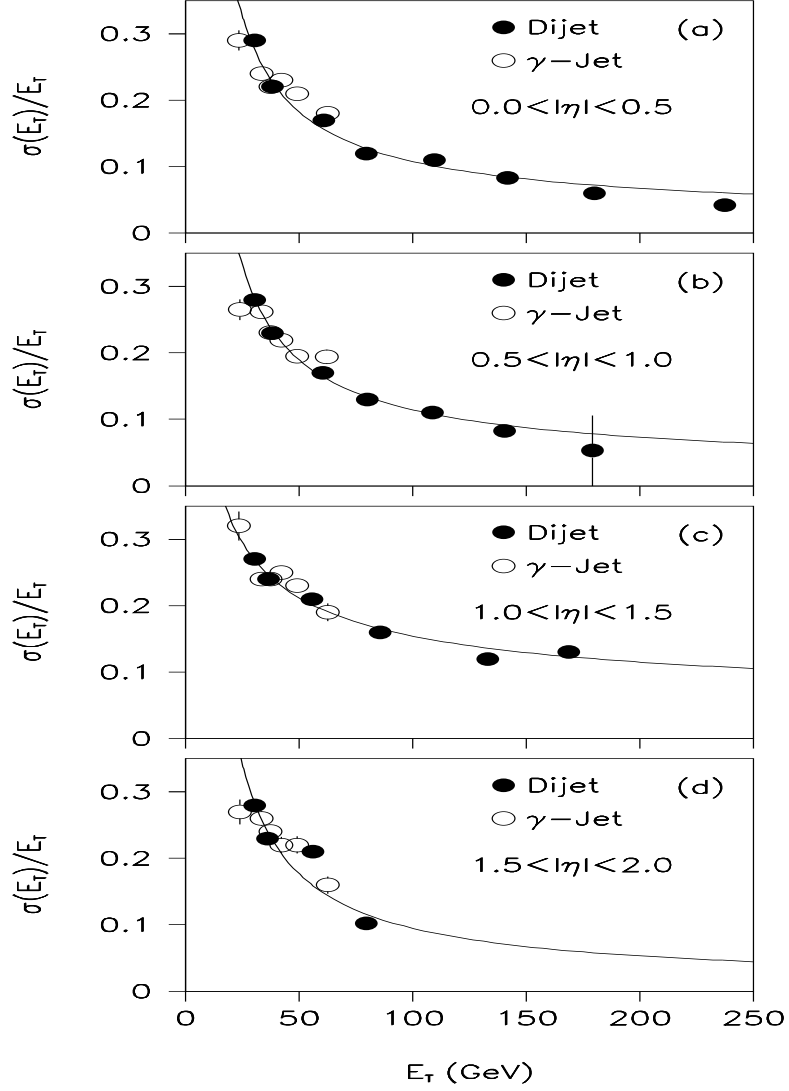 0.3
0.2
0.1
0
σ(E_T)/E_T
Dijet
γ−Jet
(a)
0.0<|η|<0.5
0.3
0.2
0.1
0
σ(E_T)/E_T
Dijet
γ−Jet
(b)
0.5<|η|<1.0
0.3
0.2
0.1
0
σ(E_T)/E_T
Dijet
γ−Jet
(c)
1.0<|η|<1.5
0.3
0.2
0.1
0
σ(E_T)/E_T
Dijet
γ−Jet
(d)
1.5<|η|<2.0
0 50 100 150 200 250
E_T (GeV)